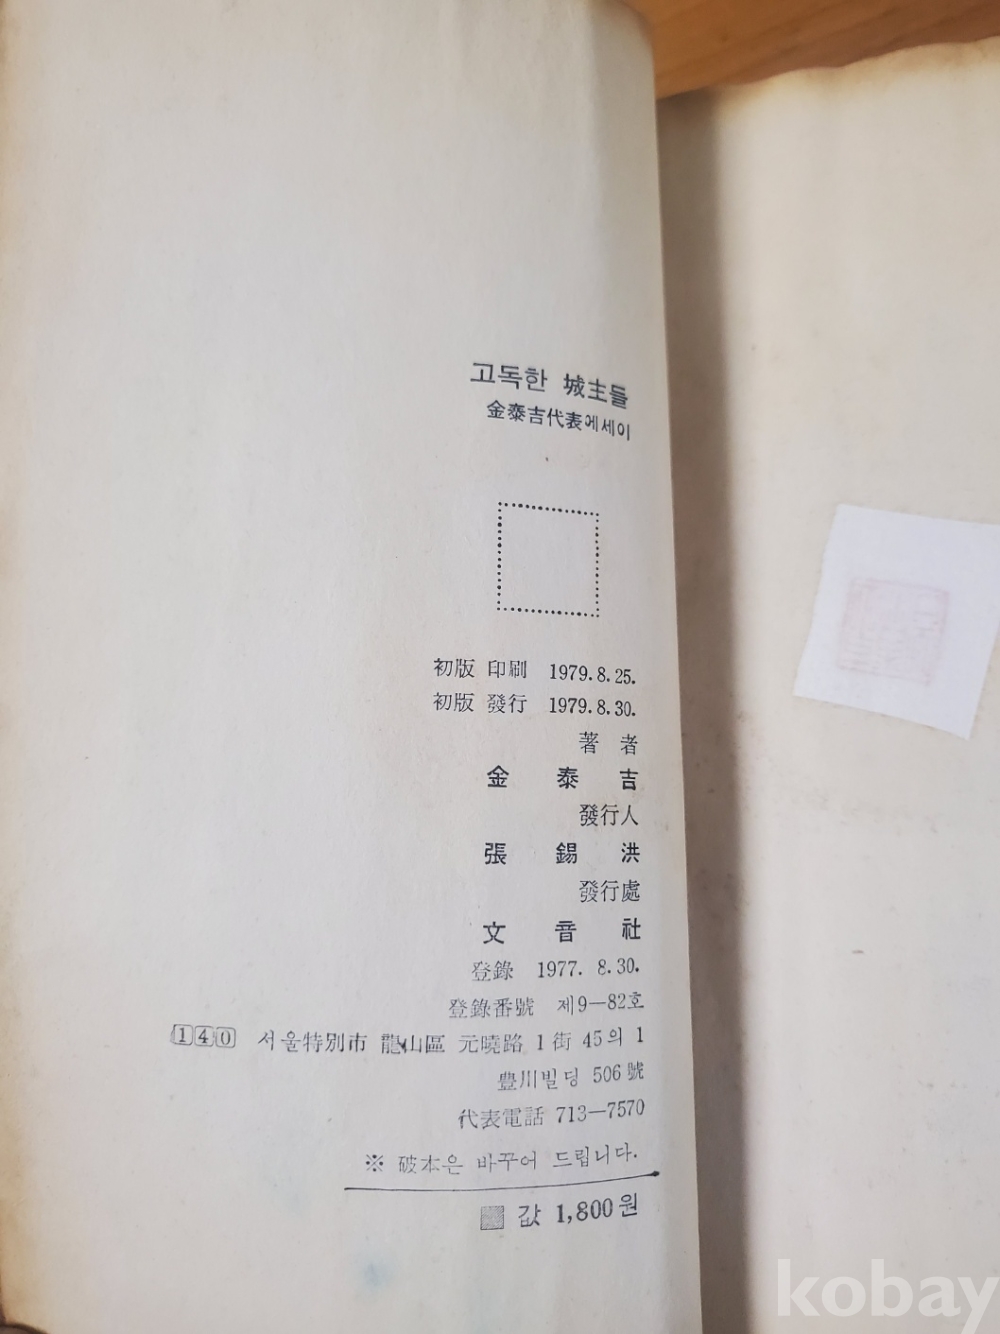 고독한 城主들
金泰吉代表에세이
初版 印刷 1979.8.25.
初版 發行 1979.8.30.
著者
金泰吉
發行人
張錫洪
發行處
文音社
登錄 1977. 8.30.
登錄番號 제9—82호
140 서울特別市 龍山區 元曉路 1街 45의 1
豊川빌딩 506號
代表電話 713—7570
※ 破本은 바꾸어 드립니다.
값 1,800원
kobay